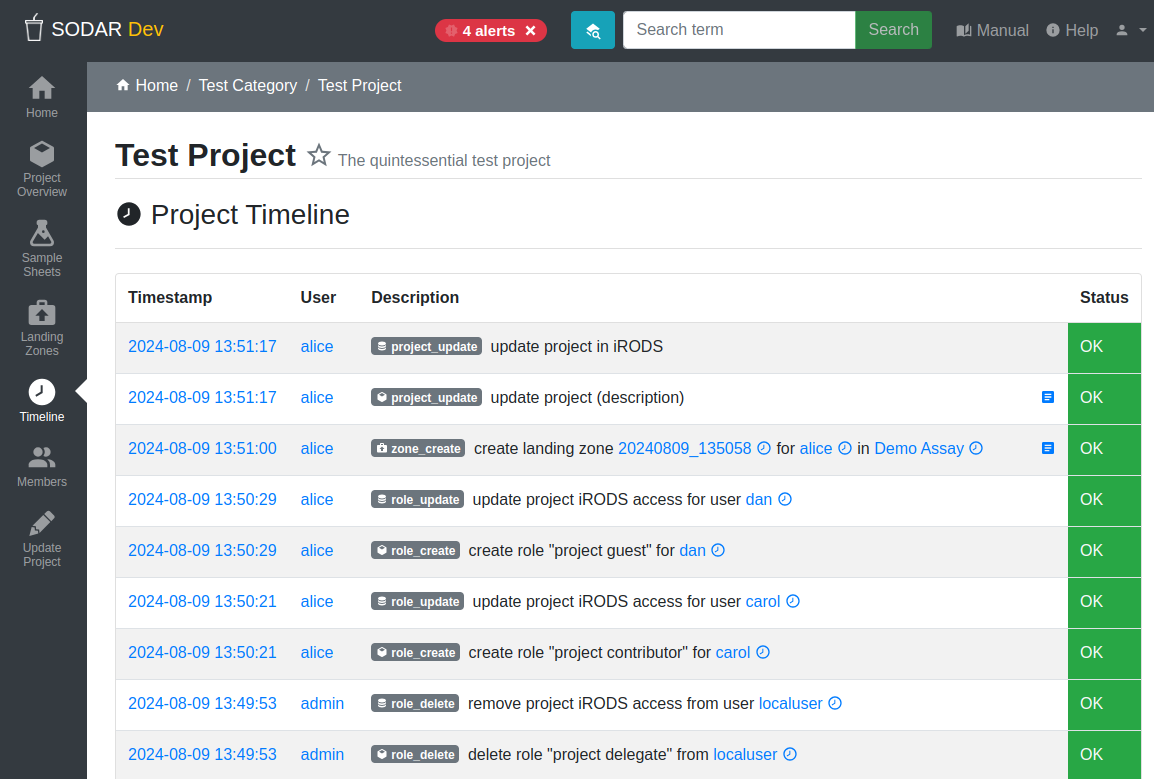 SODAR Dev
4 alerts
Search term
Search
Manual
Help
Home / Test Category / Test Project
Home
Project
Overview
Sample
Sheets
Landing
Zones
Timeline
Members
Update
Project
Test Project The quintessential test project
Project Timeline
Timestamp User Description Status
2024-08-09 13:51:17 alice project_update update project in iRODS OK
2024-08-09 13:51:17 alice project_update update project (description) OK
2024-08-09 13:51:00 alice zone_create create landing zone 20240809_135058 for alice in Demo Assay OK
2024-08-09 13:50:29 alice role_update update project iRODS access for user dan OK
2024-08-09 13:50:29 alice role_create create role "project guest" for dan OK
2024-08-09 13:50:21 alice role_update update project iRODS access for user carol OK
2024-08-09 13:50:21 alice role_create create role "project contributor" for carol OK
2024-08-09 13:49:53 admin role_delete remove project iRODS access from user localuser OK
2024-08-09 13:49:53 admin role_delete delete role "project delegate" from localuser OK